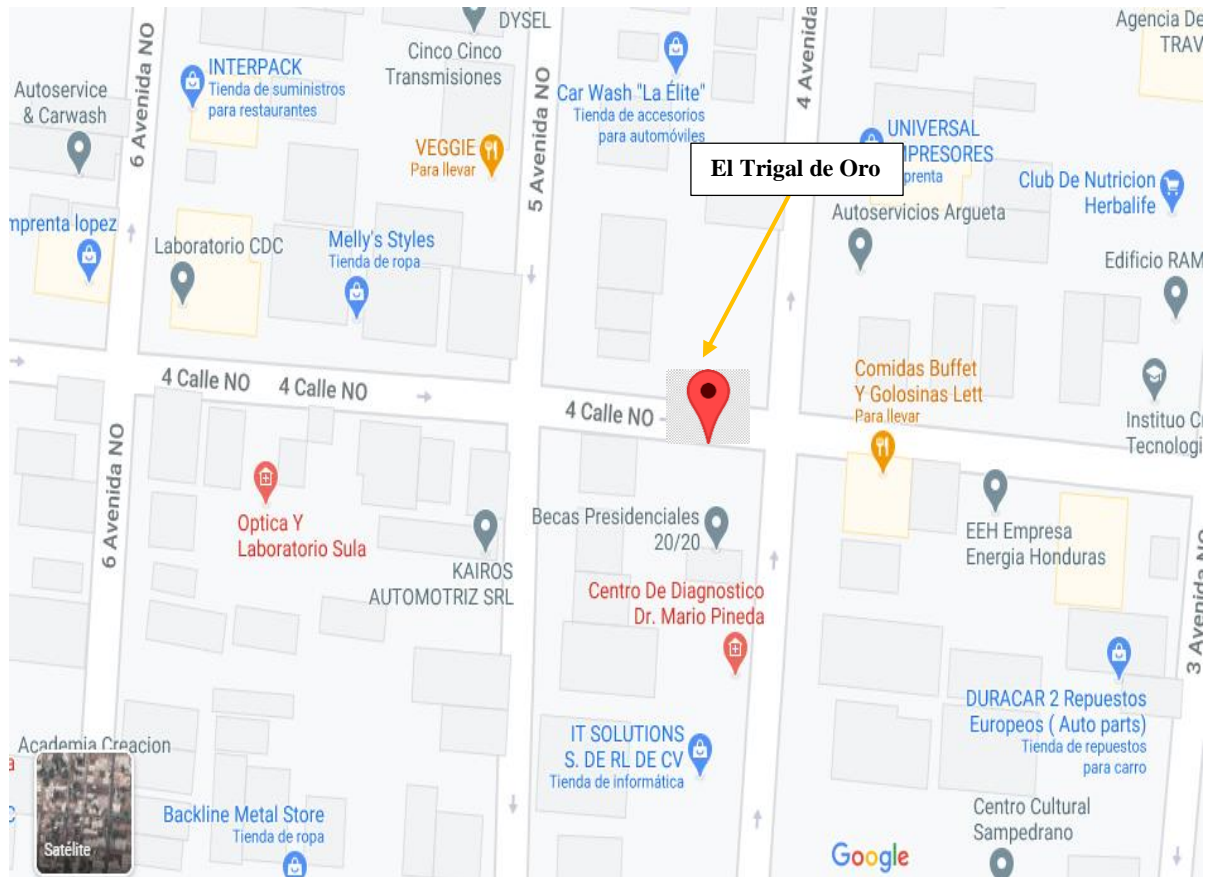 DYSEL
Agencia De
TRAV
6 Avenida NO
INTERPACK
Tienda de suministros
para restaurantes
Cinco Cinco
Transmisiones
5 Avenida NO
Car Wash "La Élite"
Tienda de accesorios
para automóviles
4 Avenida
Autoservice
& Carwash
VEGGIE
Para llevar
El Trigal de Oro
UNIVERSAL
MPRESORES
prenta
Club De Nutricion
Herbalife
mprenta lopez
Laboratorio CDC
Melly's Styles
Tienda de ropa
Autoservicios Argueta
Edificio RAM
4 Calle NO
4 Calle NO
4 Calle NO
Comidas Buffet
Y Golosinas Lett
Para llevar
Instituo C
Tecnologi
6 Avenida NO
Optica Y
Laboratorio Sula
KAIROS
AUTOMOTRIZ SRL
Becas Presidenciales
20/20
EEH Empresa
Energia Honduras
Centro De Diagnostico
Dr. Mario Pineda
3 Avenida NO
DURACAR 2 Repuestos
Europeos ( Auto parts)
Tienda de repuestos
para carro
IT SOLUTIONS
S. DE RL DE CV
Tienda de informática
Academia Creacion
Satélite
Backline Metal Store
Tienda de ropa
Centro Cultural
Sampedrano
Google